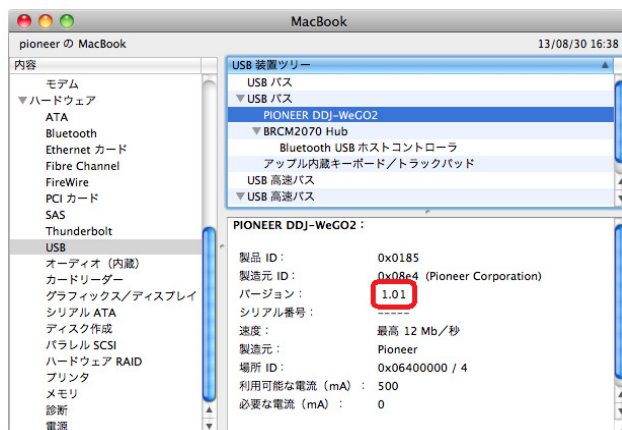 MacBook
pioneer の MacBook
13/08/30 16:38
内容
モデム
▼ハードウェア
ATA
Bluetooth
Ethernet カード
Fibre Channel
FireWire
PCI カード
SAS
Thunderbolt
USB
オーディオ（内蔵）
カードリーダー
グラフィックス／ディスプレイ
シリアル ATA
ディスク作成
パラレル SCSI
ハードウェア RAID
プリンタ
メモリ
診断
電源
USB 装置ツリー
USB バス
▼USB バス
PIONEER DDJ-WeGO2
▼BRCM2070 Hub
Bluetooth USB ホストコントローラ
アップル内蔵キーボード／トラックパッド
USB 高速バス
▼USB 高速バス
PIONEER DDJ-WeGO2：
製品 ID： 0x0185
製造元 ID： 0x08e4 (Pioneer Corporation)
バージョン： 1.01
シリアル番号： -----
速度： 最高 12 Mb／秒
製造元： Pioneer
場所 ID： 0x06400000 / 4
利用可能な電流（mA）： 500
必要な電流（mA）： 0